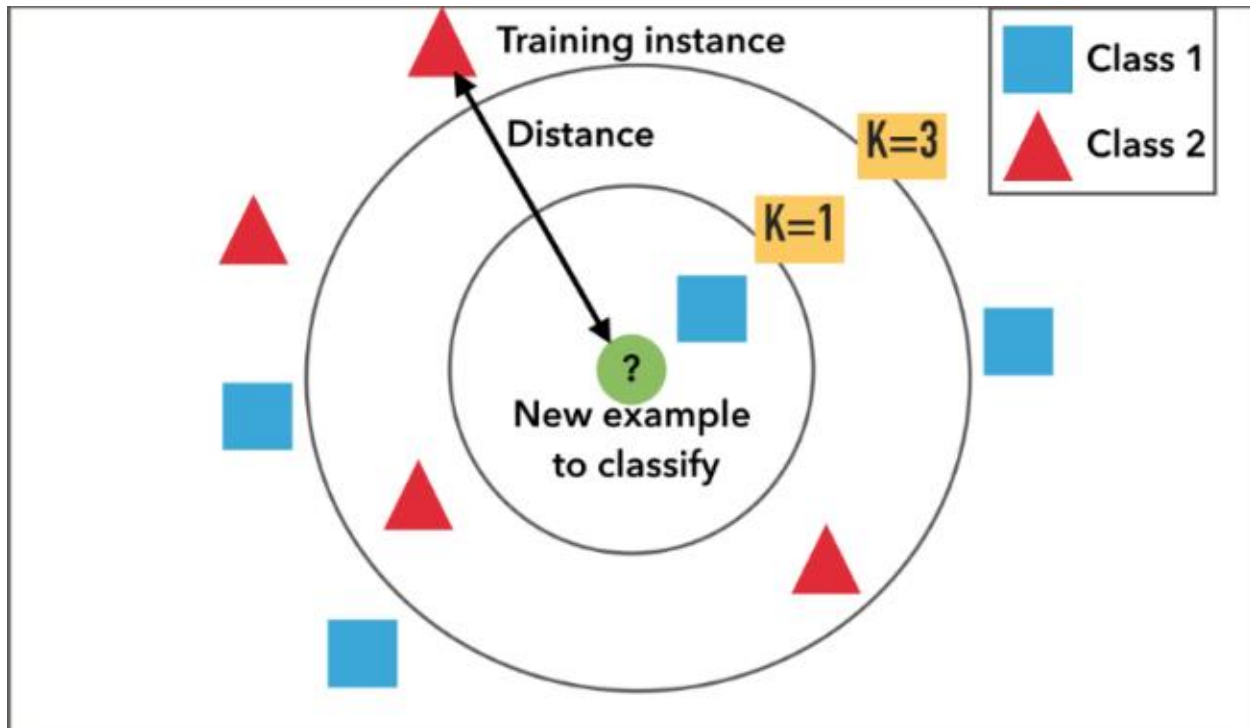 Training instance
Class 1
Distance
K=3
Class 2
K=1
?
New example
to classify